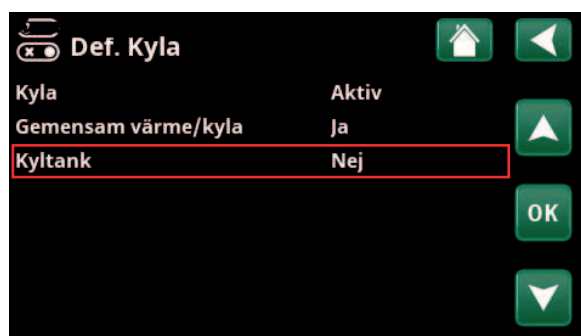 Def. Kyla
Kyla Aktiv
Gemensam värme/kyla Ja
Kyltank Nej
OK